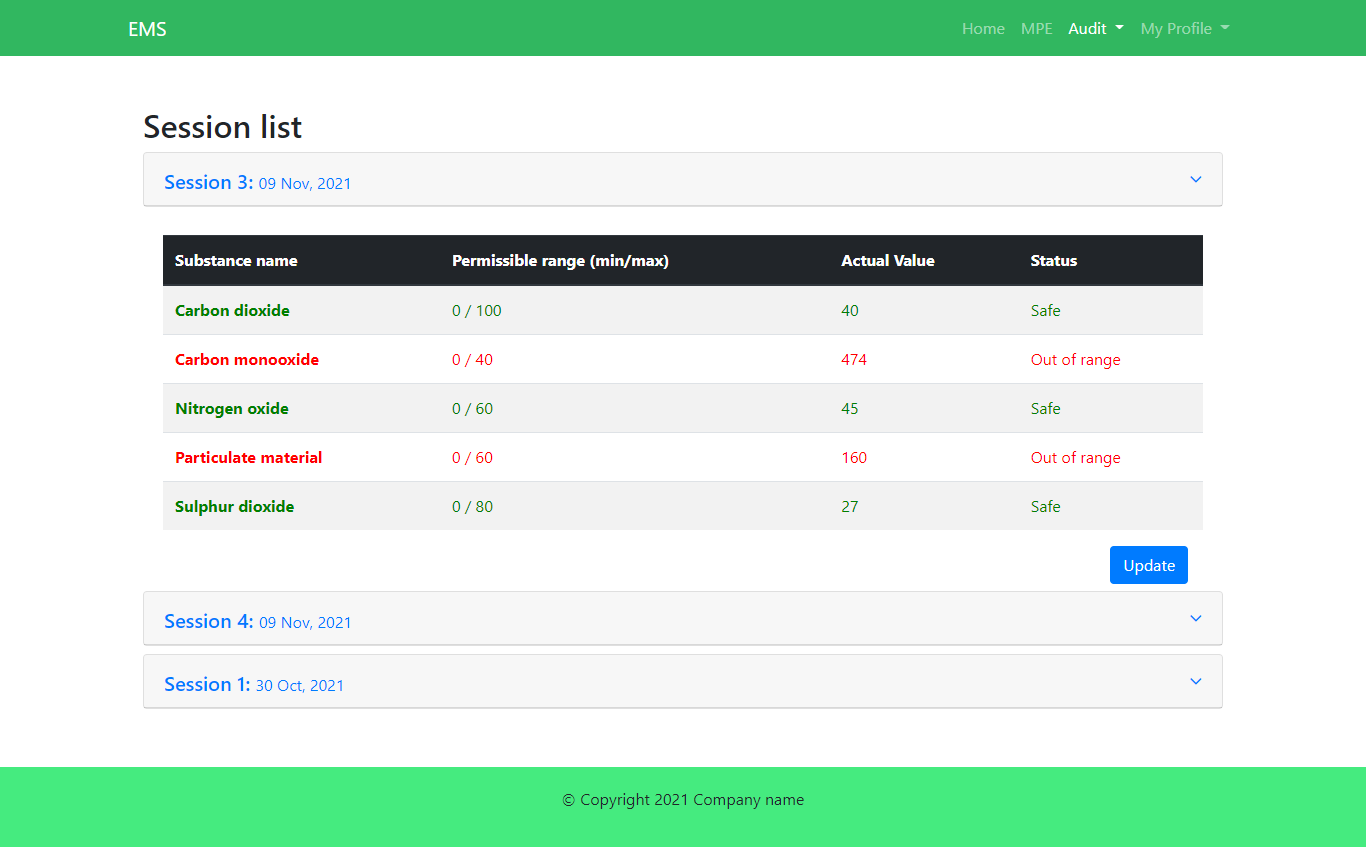 EMS Home MPE Audit My Profile
Session list
Session 3: 09 Nov, 2021
Substance name Permissible range (min/max) Actual Value Status
Carbon dioxide 0 / 100 40 Safe
Carbon monooxide 0 / 40 474 Out of range
Nitrogen oxide 0 / 60 45 Safe
Particulate material 0 / 60 160 Out of range
Sulphur dioxide 0 / 80 27 Safe
Update
Session 4: 09 Nov, 2021
Session 1: 30 Oct, 2021
© Copyright 2021 Company name